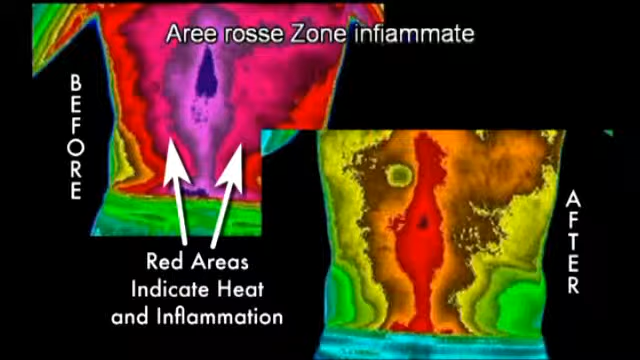 Aree rosse Zone infiammate
BEFORE
Red Areas
Indicate Heat
and Inflammation
AFTER